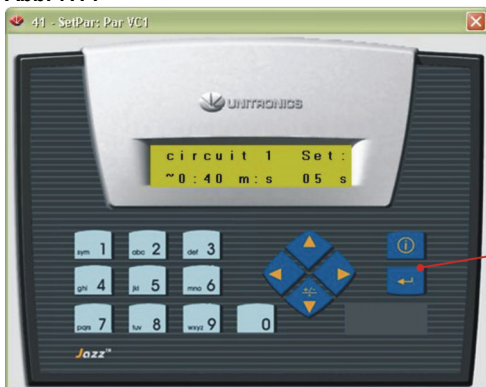 41 - SetPar: Par VC1
UNITRONICS
circuit 1 Set:
~0:40 m:s 05 s
sym 1 abc 2 def 3
ghi 4 jkl 5 mno 6
pqrs 7 tuv 8 wxyz 9 0
+/-
Jazz™